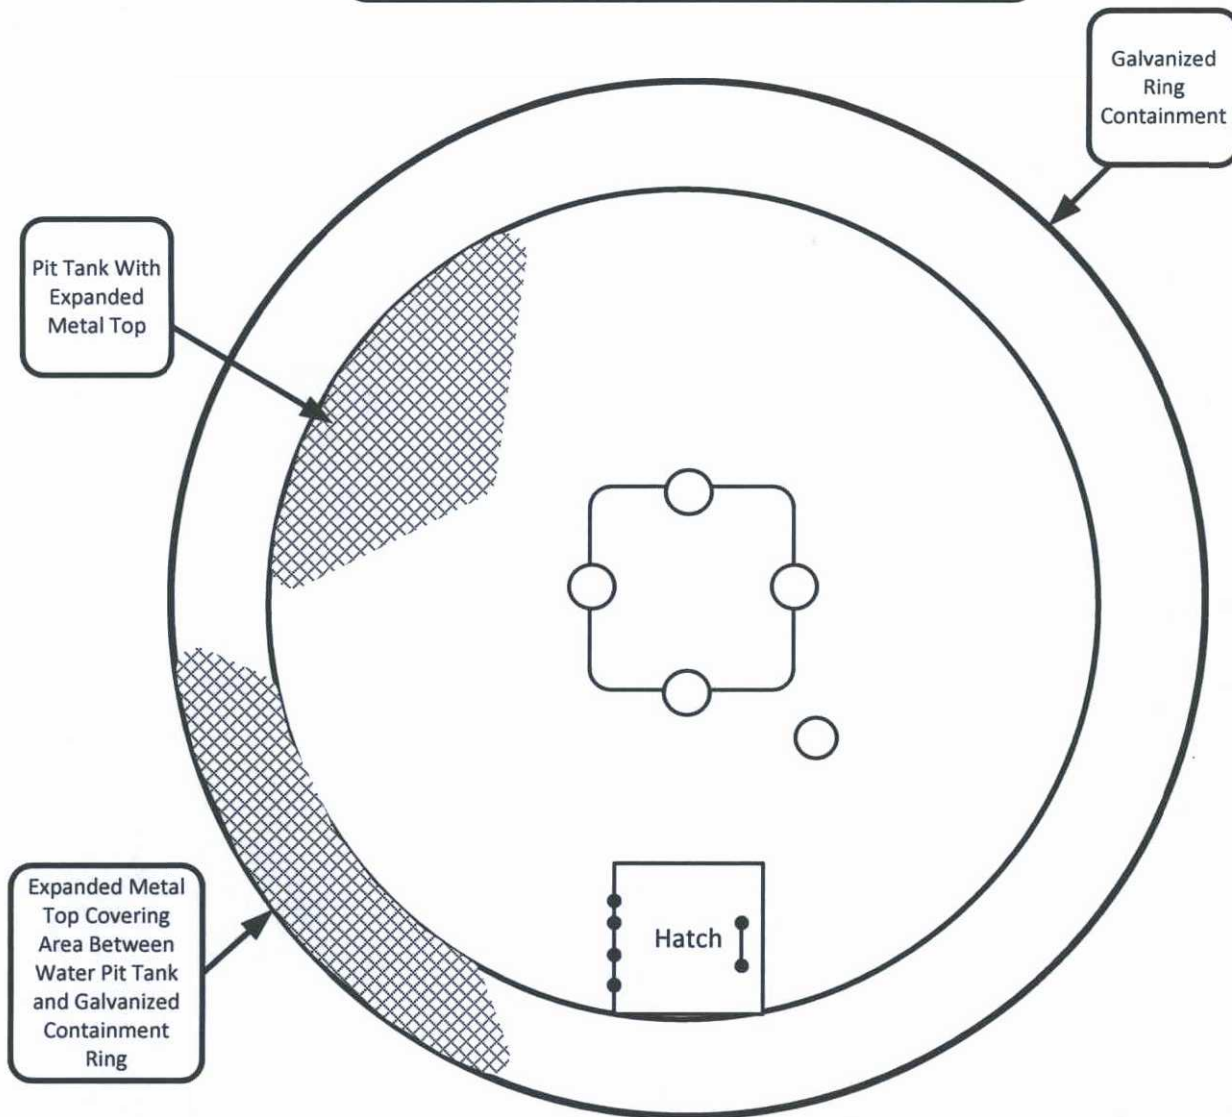 Galvanized
Ring
Containment
Pit Tank With
Expanded
Metal Top
Expanded Metal
Top Covering
Area Between
Water Pit Tank
and Galvanized
Containment
Ring
Hatch